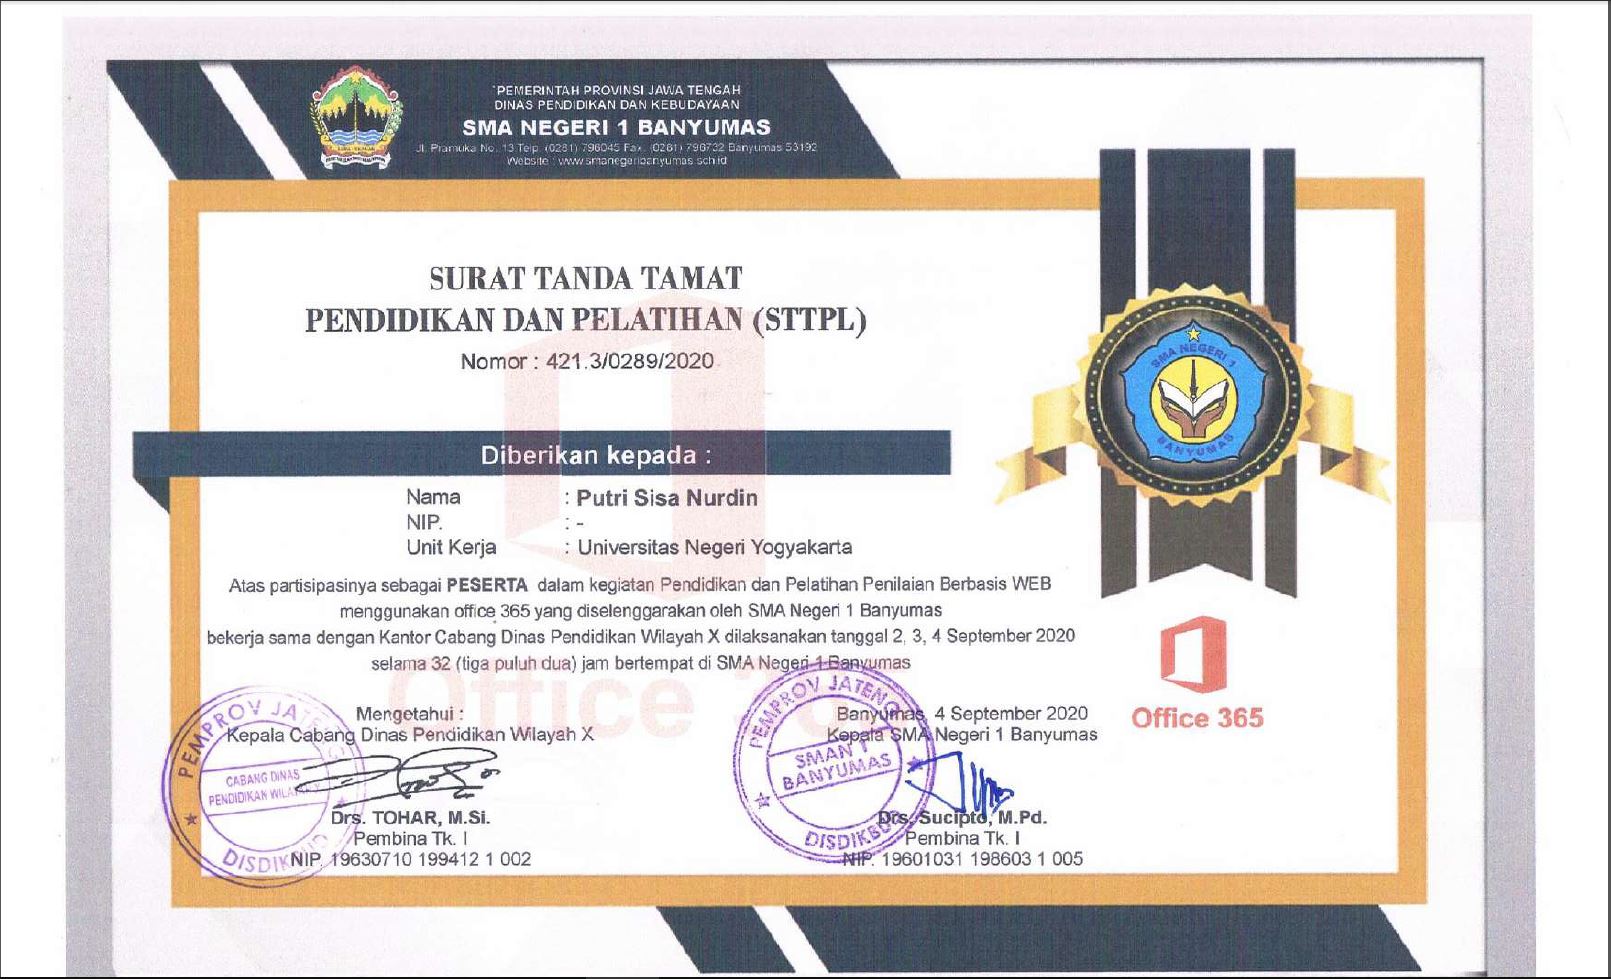 PEMERINTAH PROVINSI JAWA TENGAH
DINAS PENDIDIKAN DAN KEBUDAYAAN
SMA NEGERI 1 BANYUMAS
Jl. Pramuka No. 13 Telp. (0281) 796045 Fax. (0281) 796732 Banyumas 53192
Website : www.smanegeribanyumas.sch.id
SURAT TANDA TAMAT
PENDIDIKAN DAN PELATIHAN (STTPL)
Nomor : 421.3/0289/2020
SMA NEGERI 1
BANYUMAS
Diberikan kepada :
Nama : Putri Sisa Nurdin
NIP. : -
Unit Kerja : Universitas Negeri Yogyakarta
Atas partisipasinya sebagai PESERTA dalam kegiatan Pendidikan dan Pelatihan Penilaian Berbasis WEB
menggunakan office 365 yang diselenggarakan oleh SMA Negeri 1 Banyumas
bekerja sama dengan Kantor Cabang Dinas Pendidikan Wilayah X dilaksanakan tanggal 2, 3, 4 September 2020
selama 32 (tiga puluh dua) jam bertempat di SMA Negeri 1 Banyumas
Office 365
Mengetahui :
Kepala Cabang Dinas Pendidikan Wilayah X
PEMPROV JATENG
CABANG DINAS
PENDIDIKAN WILAYAH X
DISDIKBUD
Drs. TOHAR, M.Si.
Pembina Tk. I
NIP. 19630710 199412 1 002
Banyumas, 4 September 2020
Kepala SMA Negeri 1 Banyumas
PEMPROV JATENG
SMAN 1
BANYUMAS
DISDIKBUD
Drs. Sucipto, M.Pd.
Pembina Tk. I
NIP. 19601031 198603 1 005
Office 365